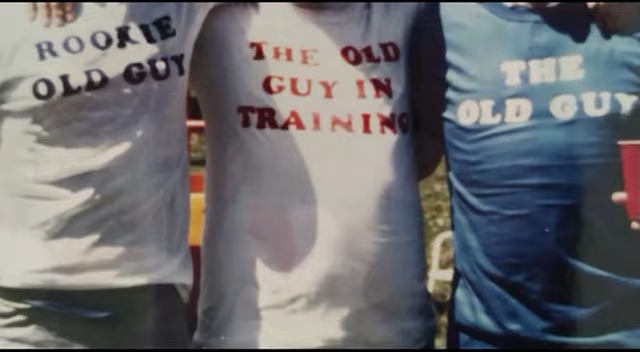 ROOKIE
OLD GUY
THE OLD
GUY IN
TRAINING
THE
OLD GUY